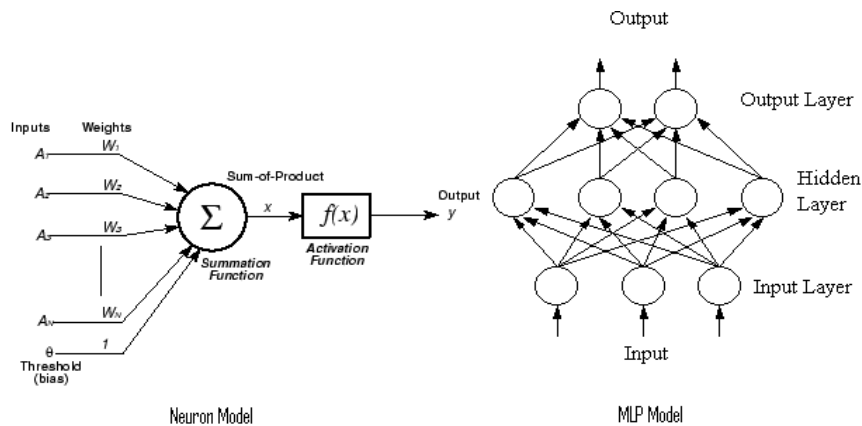 Inputs Weights
A₁ W₁
A₂ W₂
A₃ W₃
Aₙ Wₙ
θ 1
Threshold
(bias)
Sum-of-Product
Σ
x
f(x)
Summation
Function
Activation
Function
Output
y
Neuron Model
Output
Output Layer
Hidden
Layer
Input Layer
Input
MLP Model